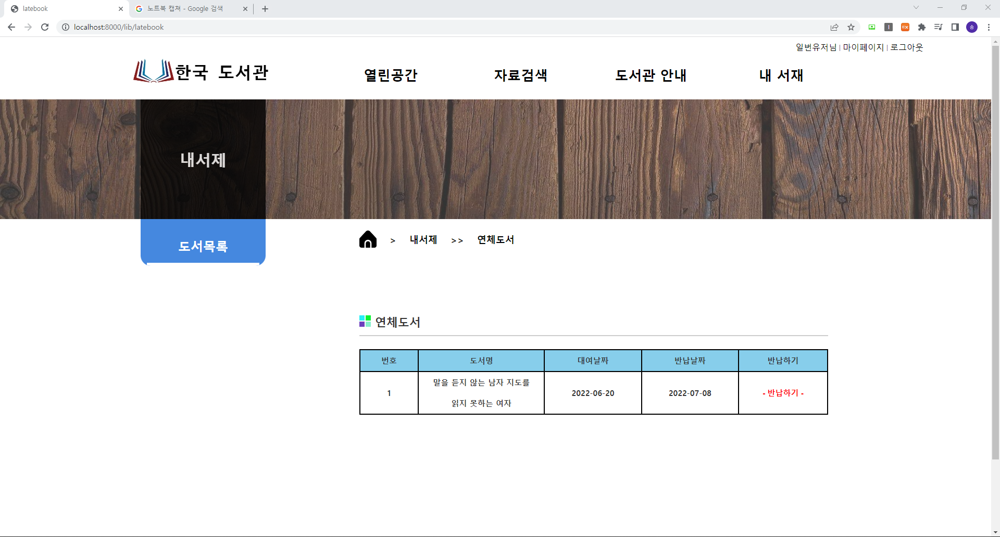 latebook
노트북 캡쳐 - Google 검색
localhost:8000/lib/latebook
EX
송
일번유저님 | 마이페이지 | 로그아웃
한국 도서관
열린공간 자료검색 도서관 안내 내 서재
내서제
도서목록
> 내서제 >> 연체도서
연체도서
번호 도서명 대여날짜 반납날짜 반납하기
말을 듣지 않는 남자 지도를
1 2022-06-20 2022-07-08 - 반납하기 -
읽지 못하는 여자